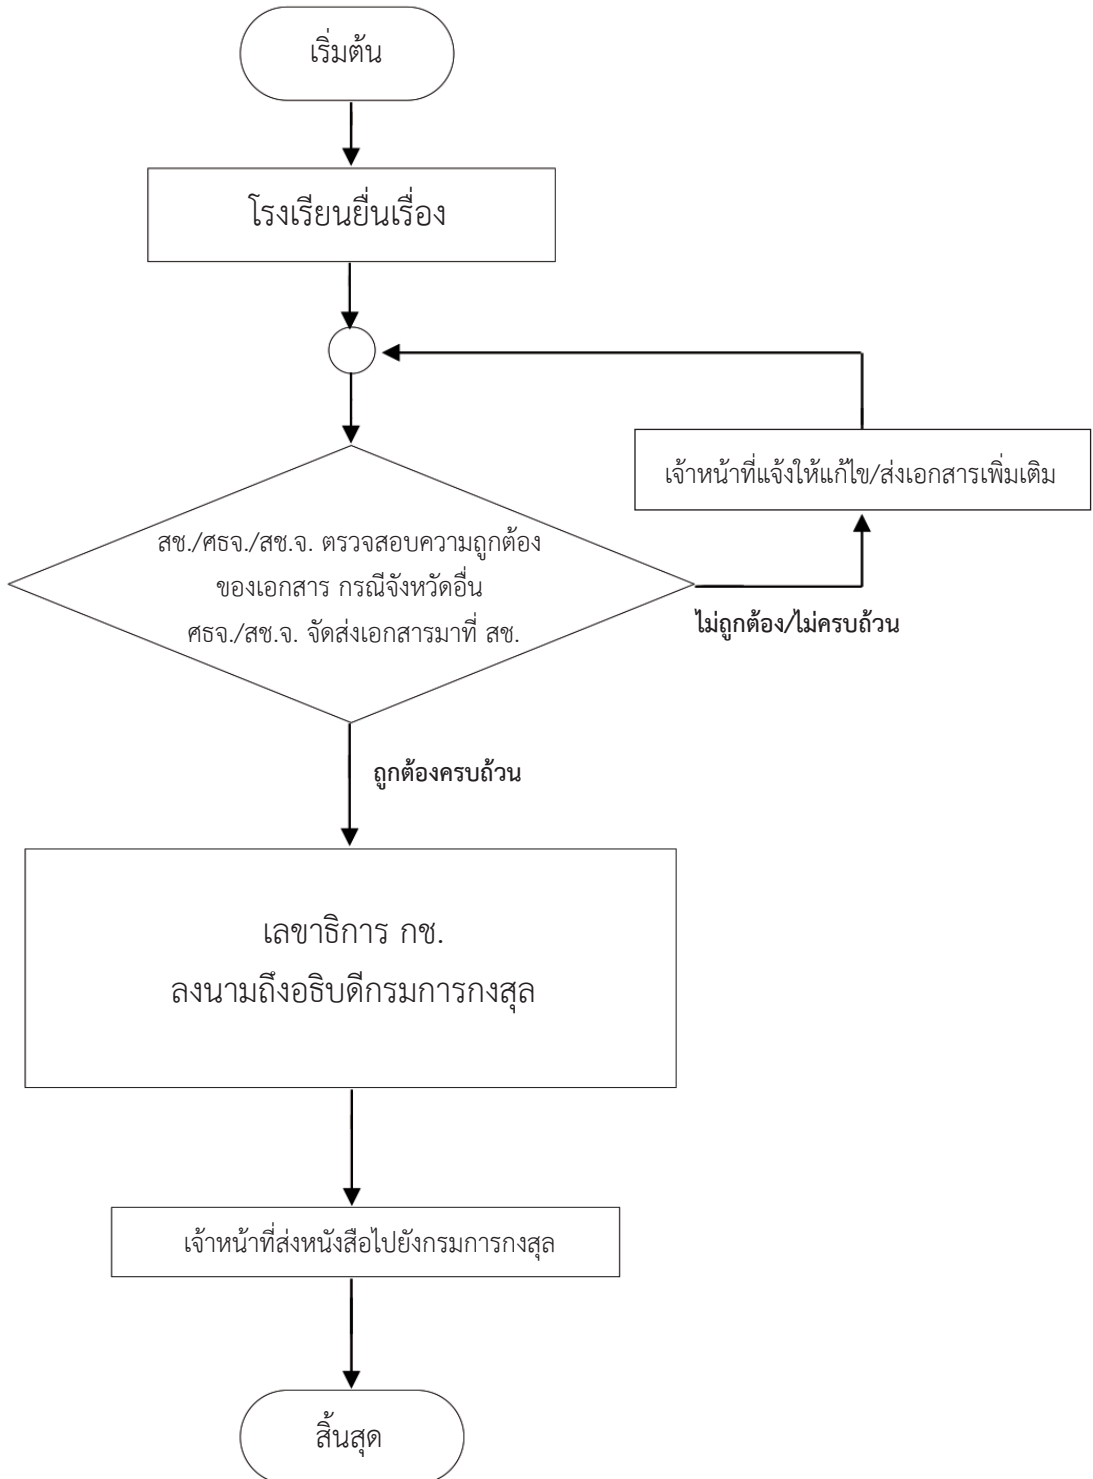 เริ่มต้น
โรงเรียนยื่นเรื่อง
เจ้าหน้าที่แจ้งให้แก้ไข/ส่งเอกสารเพิ่มเติม
สช./ศธจ./สช.จ. ตรวจสอบความถูกต้อง
ของเอกสาร กรณีจังหวัดอื่น
ศธจ./สช.จ. จัดส่งเอกสารมาที่ สช.
ไม่ถูกต้อง/ไม่ครบถ้วน
ถูกต้องครบถ้วน
เลขาธิการ กช.
ลงนามถึงอธิบดีกรมการกงสุล
เจ้าหน้าที่ส่งหนังสือไปยังกรมการกงสุล
สิ้นสุด